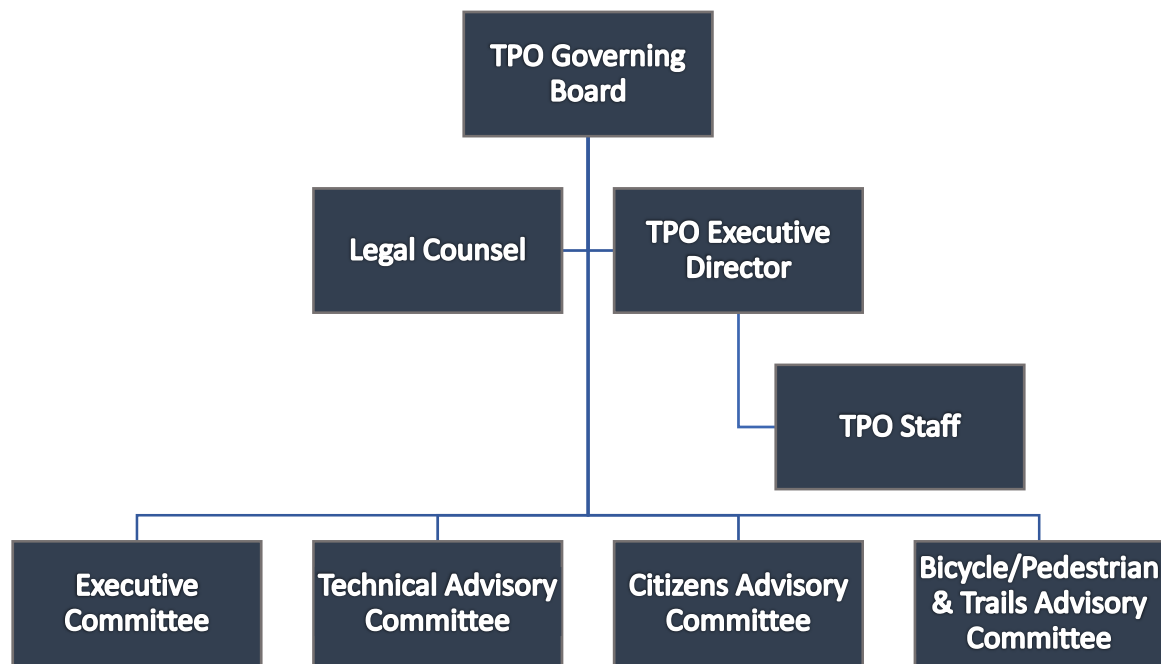 TPO Governing
Board
Legal Counsel
TPO Executive
Director
TPO Staff
Executive
Committee
Technical Advisory
Committee
Citizens Advisory
Committee
Bicycle/Pedestrian
& Trails Advisory
Committee